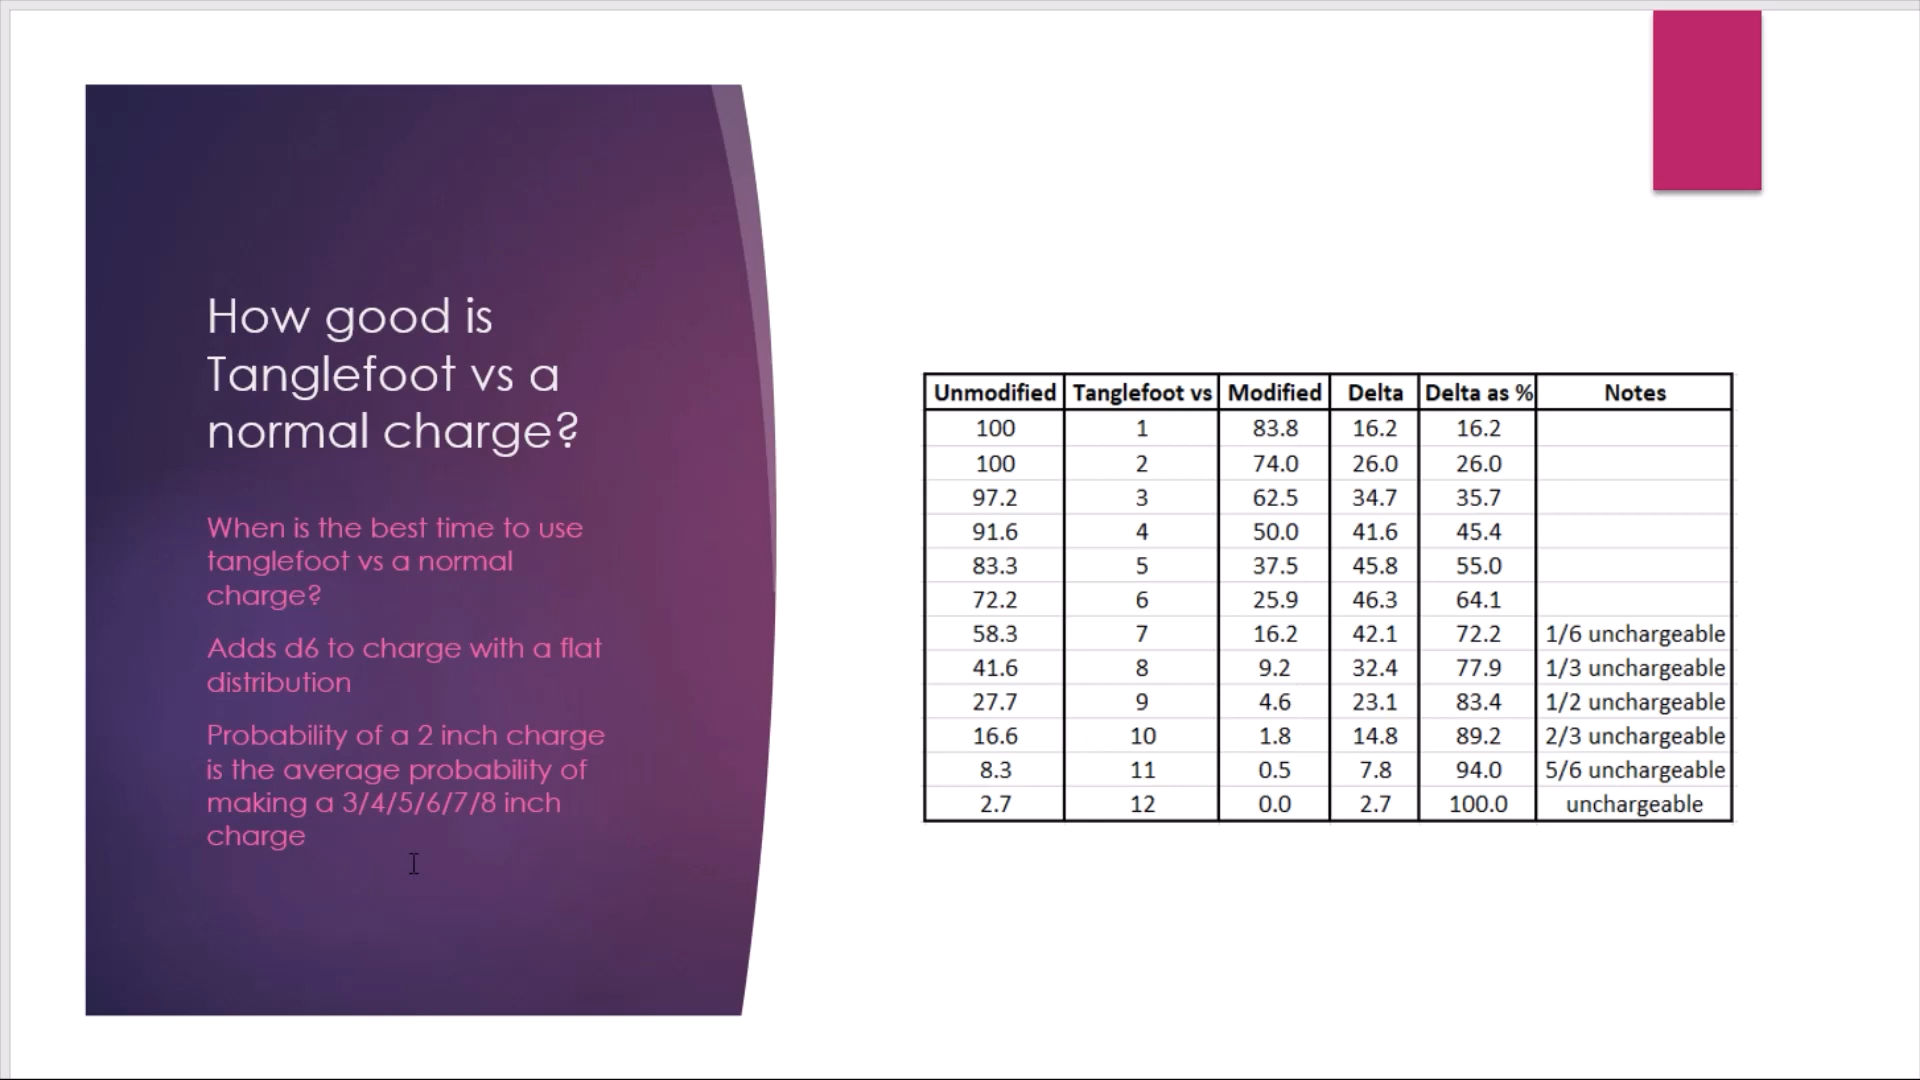 How good is
Tanglefoot vs a
normal charge?
When is the best time to use
tanglefoot vs a normal
charge?
Adds d6 to charge with a flat
distribution
Probability of a 2 inch charge
is the average probability of
making a 3/4/5/6/7/8 inch
charge
Unmodified Tanglefoot vs Modified Delta Delta as % Notes
100 1 83.8 16.2 16.2
100 2 74.0 26.0 26.0
97.2 3 62.5 34.7 35.7
91.6 4 50.0 41.6 45.4
83.3 5 37.5 45.8 55.0
72.2 6 25.9 46.3 64.1
58.3 7 16.2 42.1 72.2 1/6 unchargeable
41.6 8 9.2 32.4 77.9 1/3 unchargeable
27.7 9 4.6 23.1 83.4 1/2 unchargeable
16.6 10 1.8 14.8 89.2 2/3 unchargeable
8.3 11 0.5 7.8 94.0 5/6 unchargeable
2.7 12 0.0 2.7 100.0 unchargeable